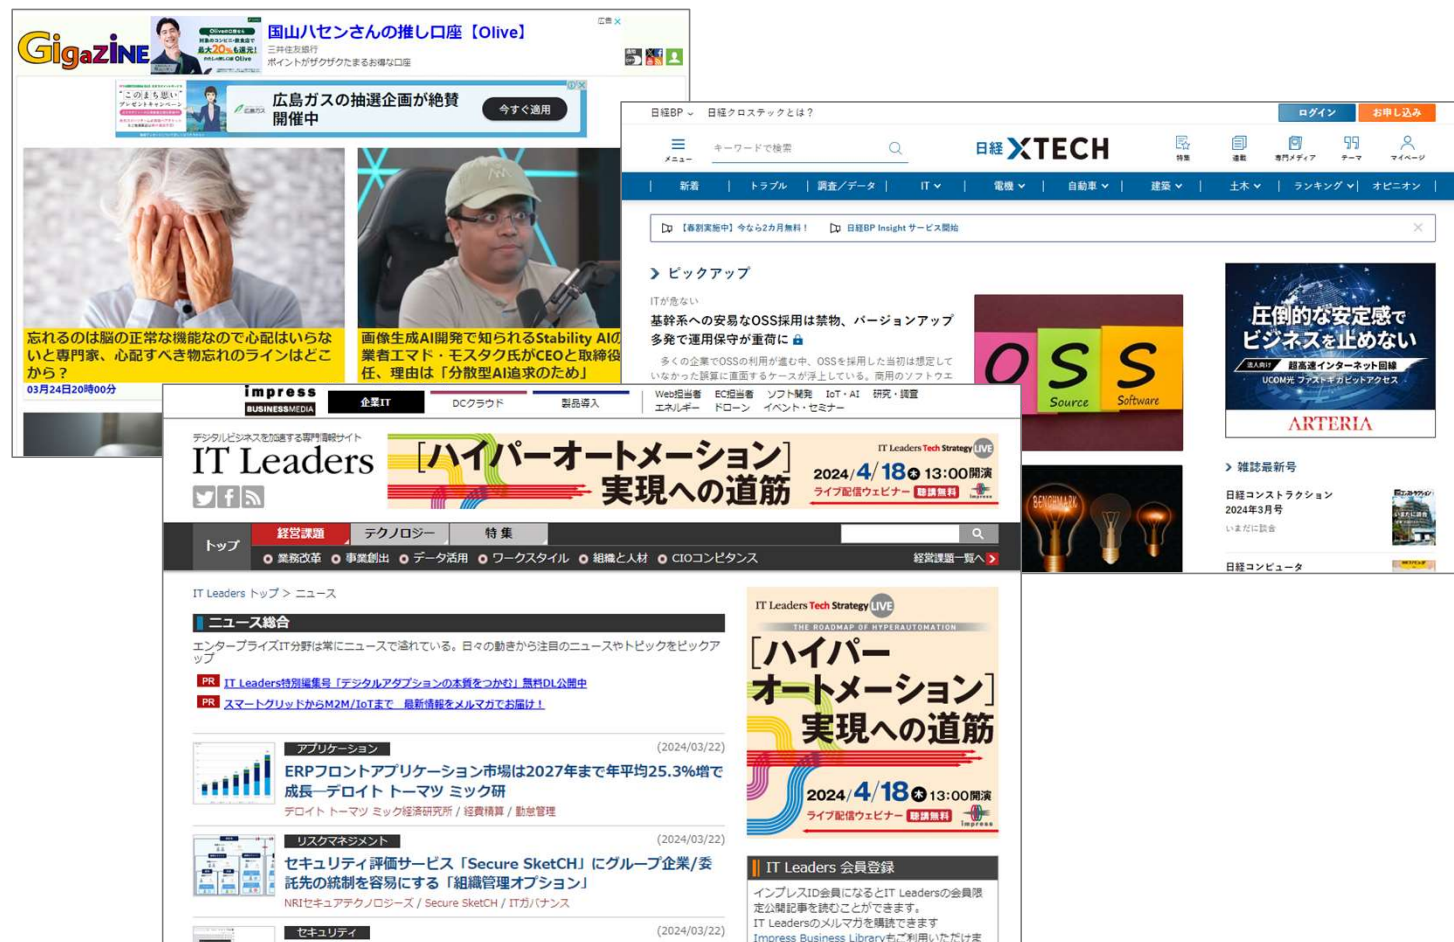 GigaZiNE
国山ハセンさんの推し口座【Olive】
三井住友銀行
ポイントがザクザクたまるお得な口座
広告
最大20%も還元!
"このまち思い"
プレゼントキャンペーン
広島ガス
広島ガスの抽選企画が絶賛
開催中
今すぐ適用
忘れるのは脳の正常な機能なので心配はいらな
いと専門家、心配すべき物忘れのラインはどこ
から?
03月24日20時00分
画像生成AI開発で知られるStability AIの
業者エマド・モスタク氏がCEOと取締役
任、理由は「分散型AI追求のため」
日経BP
日経クロステックとは?
ログイン
お申し込み
メニュー
キーワードで検索
日経 XTECH
特集
連載
専門メディア
テーマ
マイページ
新着
トラブル
調査/データ
IT
電機
自動車
建築
土木
ランキング
オピニオン
【春割実施中】今なら2カ月無料!
日経BP Insight サービス開始
ピックアップ
ITが危ない
基幹系への安易なOSS採用は禁物、バージョンアップ
多発で運用保守が重荷に
多くの企業でOSSの利用が進む中、OSSを採用した当初は想定して
いなかった誤算に直面するケースが浮上している。商用のソフトウエ
O S S
Source
Software
BENCHMARK
圧倒的な安定感で
ビジネスを止めない
法人向け 超高速インターネット回線
UCOM光 ファストギガビットアクセス
ARTERIA
雑誌最新号
日経コンストラクション
2024年3月号
いまだに談合
日経コンピュータ
impress
BUSINESSMEDIA
企業IT
DCクラウド
製品導入
Web担当者 EC担当者 ソフト開発 IoT・AI 研究・調査
エネルギー ドローン イベント・セミナー
デジタルビジネスを加速する専門情報サイト
IT Leaders
[ハイパーオートメーション]
実現への道筋
IT Leaders Tech Strategy LIVE
2024/4/18木 13:00開演
ライブ配信ウェビナー 聴講無料
impress
トップ
経営課題
テクノロジー
特集
業務改革
事業創出
データ活用
ワークスタイル
組織と人材
CIOコンピタンス
経営課題一覧へ
IT Leaders トップ > ニュース
ニュース総合
エンタープライズIT分野は常にニュースで溢れている。日々の動きから注目のニュースやトピックをピックア
ップ
PR IT Leaders特別編集号「デジタルアダプションの本質をつかむ」無料DL公開中
PR スマートグリッドからM2M/IoTまで 最新情報をメルマガでお届け!
アプリケーション
(2024/03/22)
ERPフロントアプリケーション市場は2027年まで年平均25.3%増で
成長─デロイト トーマツ ミック研
デロイト トーマツ ミック経済研究所 / 経費精算 / 勤怠管理
リスクマネジメント
(2024/03/22)
セキュリティ評価サービス「Secure SketCH」にグループ企業/委
託先の統制を容易にする「組織管理オプション」
NRIセキュアテクノロジーズ / Secure SketCH / ITガバナンス
セキュリティ
(2024/03/22)
IT Leaders Tech Strategy LIVE
THE ROADMAP OF HYPERAUTOMATION
[ハイパー
オートメーション]
実現への道筋
2024/4/18木 13:00開演
ライブ配信ウェビナー 聴講無料
impress
IT Leaders 会員登録
インプレスID会員になるとIT Leadersの会員限
定公開記事を読むことができます。
IT Leadersのメルマガを購読できます
Impress Business Libraryもご利用いただけま